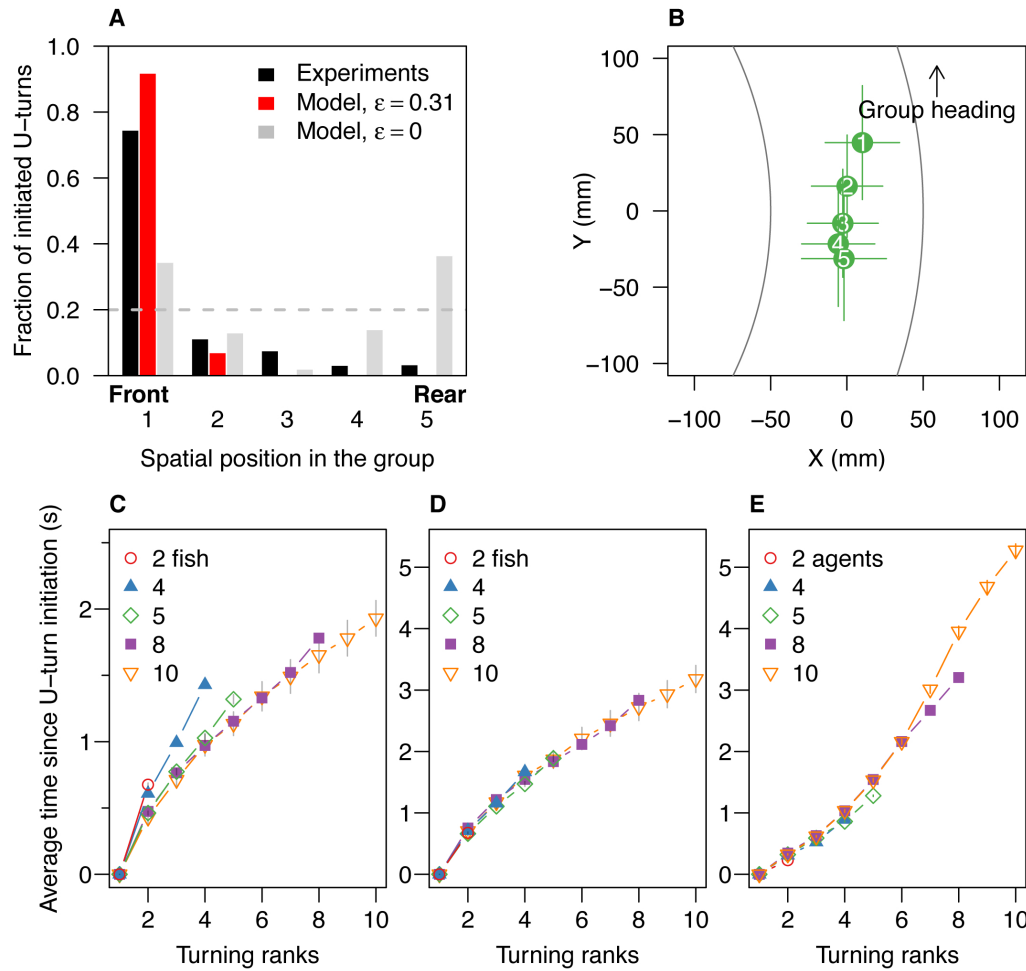 A
Fraction of initiated U−turns
1.0
0.8
0.6
0.4
0.2
0.0
Experiments
Model, ε = 0.31
Model, ε = 0
Front
Rear
1 2 3 4 5
Spatial position in the group
B
Y (mm)
100
50
0
−50
−100
Group heading
1
2
3
4
5
−100 −50 0 50 100
X (mm)
C
Average time since U−turn initiation (s)
2
1
0
2 fish
4
5
8
10
2 4 6 8 10
Turning ranks
D
5
4
3
2
1
0
2 fish
4
5
8
10
2 4 6 8 10
Turning ranks
E
5
4
3
2
1
0
2 agents
4
5
8
10
2 4 6 8 10
Turning ranks